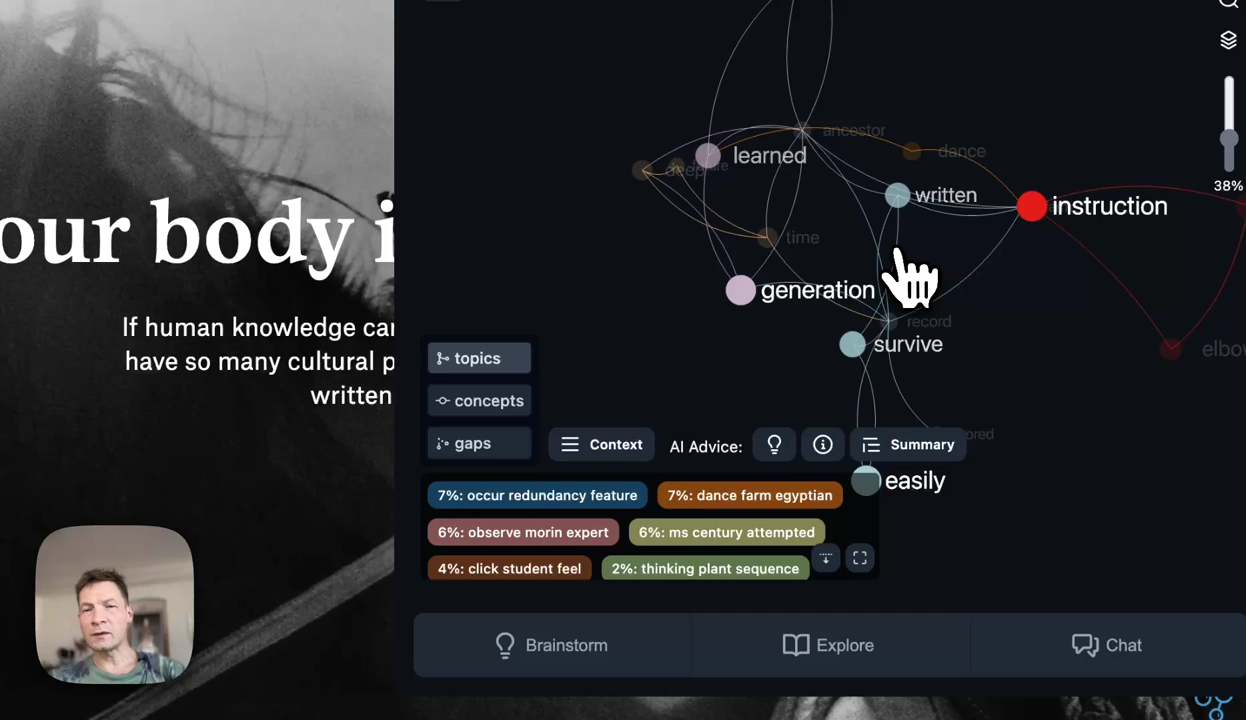 our body i
If human knowledge car
have so many cultural p
written
ancestor
learned
dance
deep
written
38%
instruction
time
generation
record
survive
elbow
topics
concepts
gaps
Context
AI Advice:
Summary
easily
7%: occur redundancy feature
7%: dance farm egyptian
6%: observe morin expert
6%: ms century attempted
4%: click student feel
2%: thinking plant sequence
Brainstorm
Explore
Chat